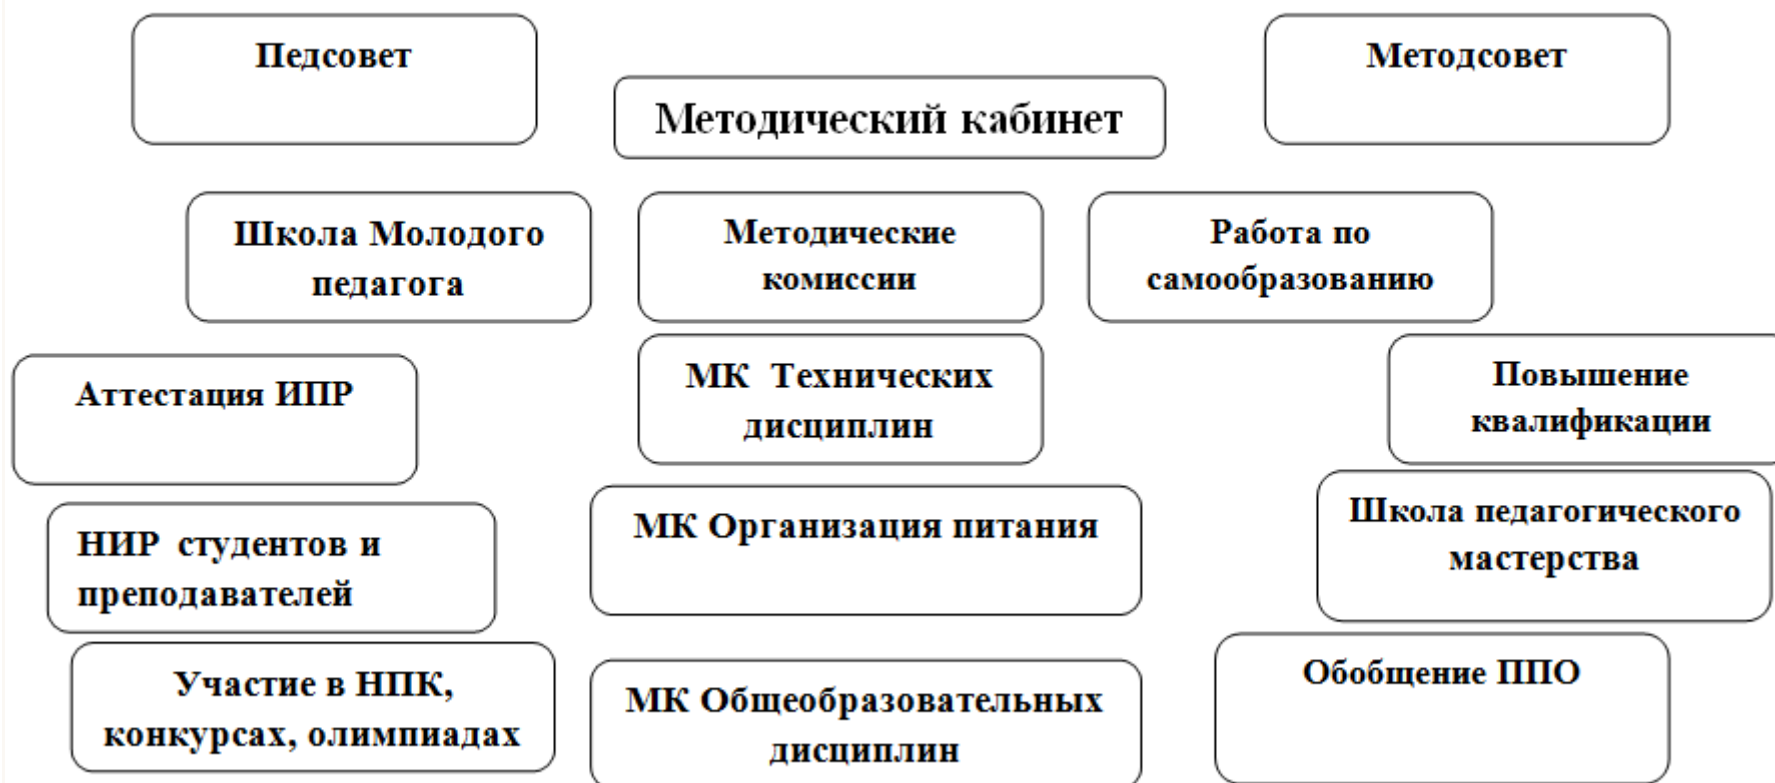 Педсовет
Методсовет
Методический кабинет
Школа Молодого
педагога
Методические
комиссии
Работа по
самообразованию
Аттестация ИПР
МК Технических
дисциплин
Повышение
квалификации
НИР студентов и
преподавателей
МК Организация питания
Школа педагогического
мастерства
Участие в НПК,
конкурсах, олимпиадах
МК Общеобразовательных
дисциплин
Обобщение ППО